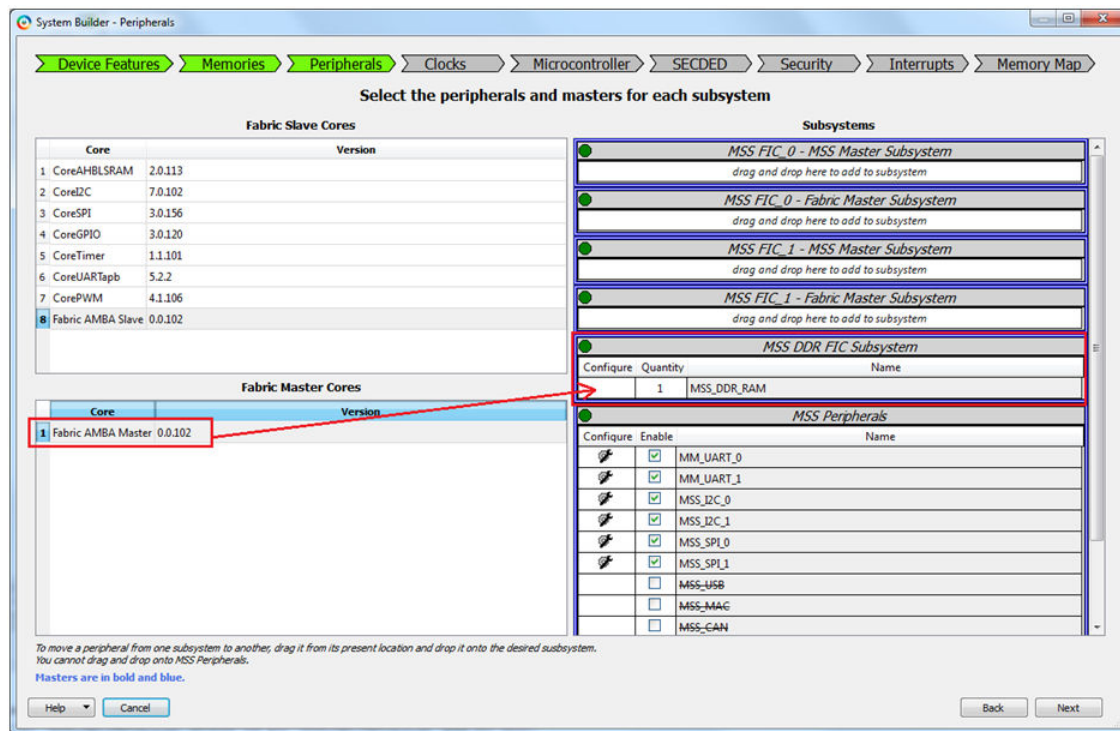 System Builder - Peripherals
Device Features Memories Peripherals Clocks Microcontroller SECDED Security Interrupts Memory Map
Select the peripherals and masters for each subsystem
Fabric Slave Cores
Core Version
1 CoreAHBLSRAM 2.0.113
2 CoreI2C 7.0.102
3 CoreSPI 3.0.156
4 CoreGPIO 3.0.120
5 CoreTimer 1.1.101
6 CoreUARTapb 5.2.2
7 CorePWM 4.1.106
8 Fabric AMBA Slave 0.0.102
Fabric Master Cores
Core Version
1 Fabric AMBA Master 0.0.102
Subsystems
MSS FIC_0 - MSS Master Subsystem
drag and drop here to add to subsystem
MSS FIC_0 - Fabric Master Subsystem
drag and drop here to add to subsystem
MSS FIC_1 - MSS Master Subsystem
drag and drop here to add to subsystem
MSS FIC_1 - Fabric Master Subsystem
drag and drop here to add to subsystem
MSS DDR FIC Subsystem
Configure Quantity Name
1 MSS_DDR_RAM
MSS Peripherals
Configure Enable Name
MM_UART_0
MM_UART_1
MSS_I2C_0
MSS_I2C_1
MSS_SPI_0
MSS_SPI_1
MSS_USB
MSS_MAC
MSS_CAN
To move a peripheral from one subsystem to another, drag it from its present location and drop it onto the desired susbsystem.
You cannot drag and drop onto MSS Peripherals.
Masters are in bold and blue.
Help Cancel Back Next